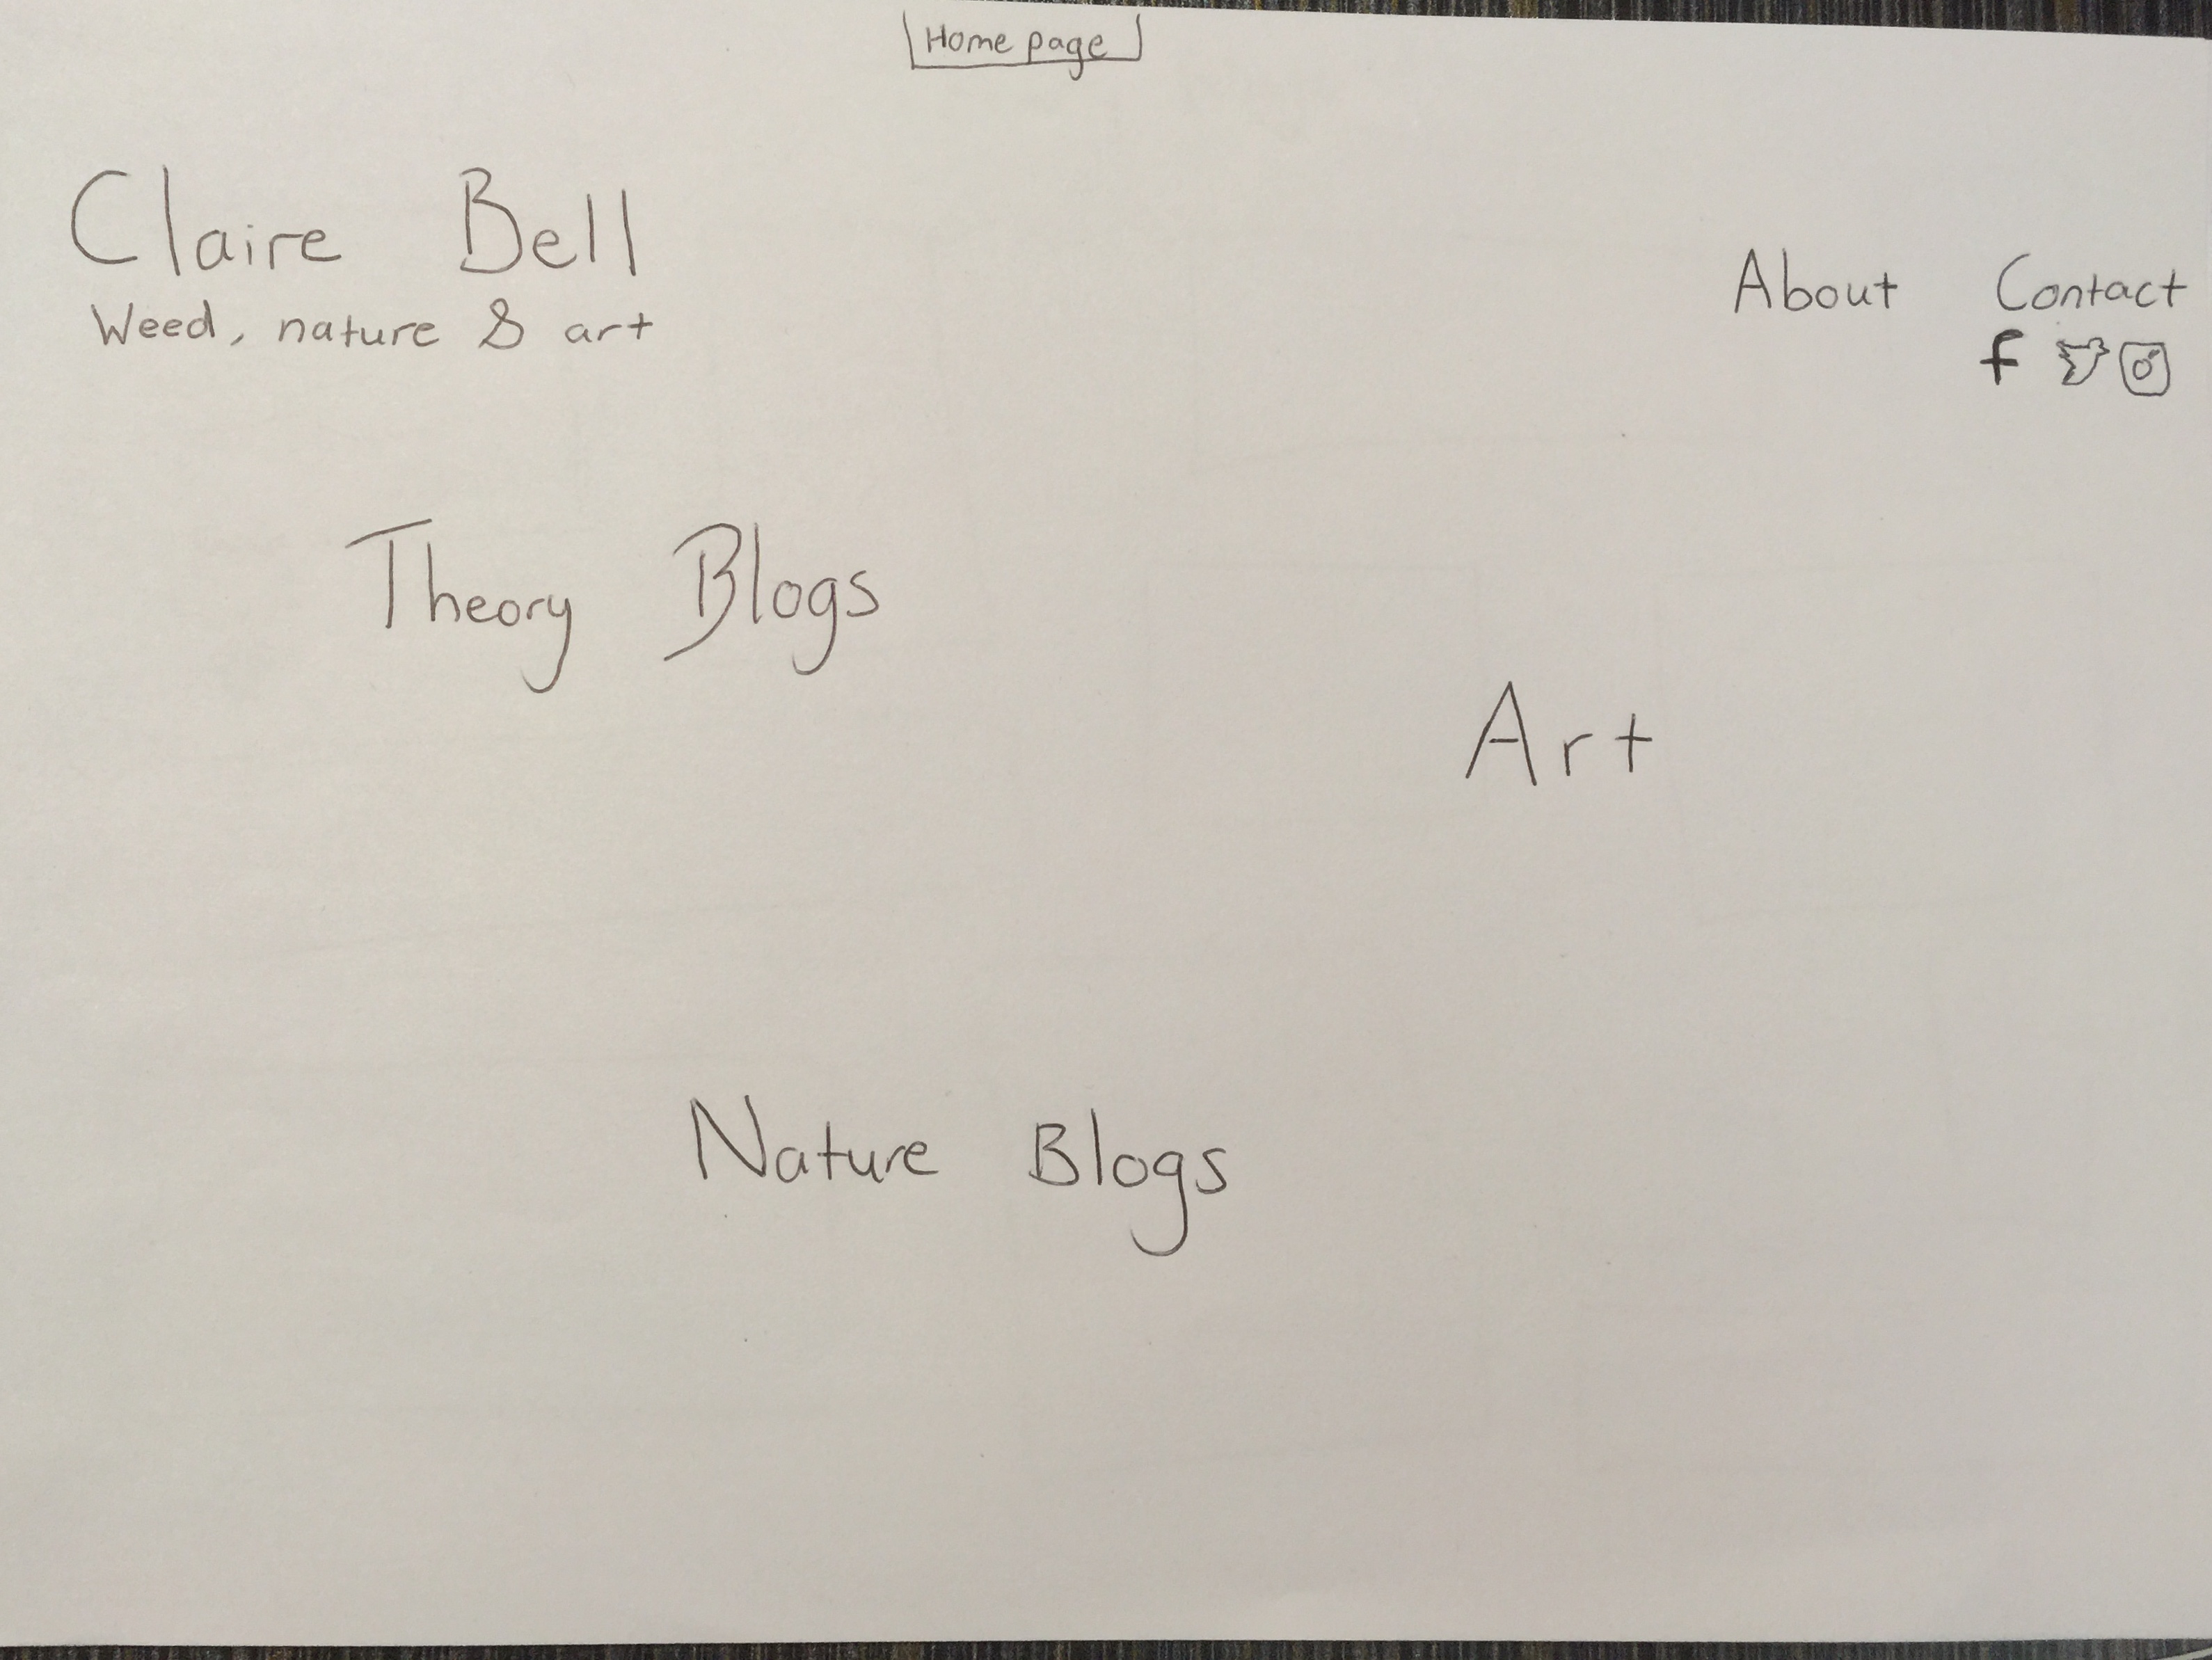 Home page
Claire Bell
Weed, nature & art
About Contact
f
Theory Blogs
Art
Nature Blogs